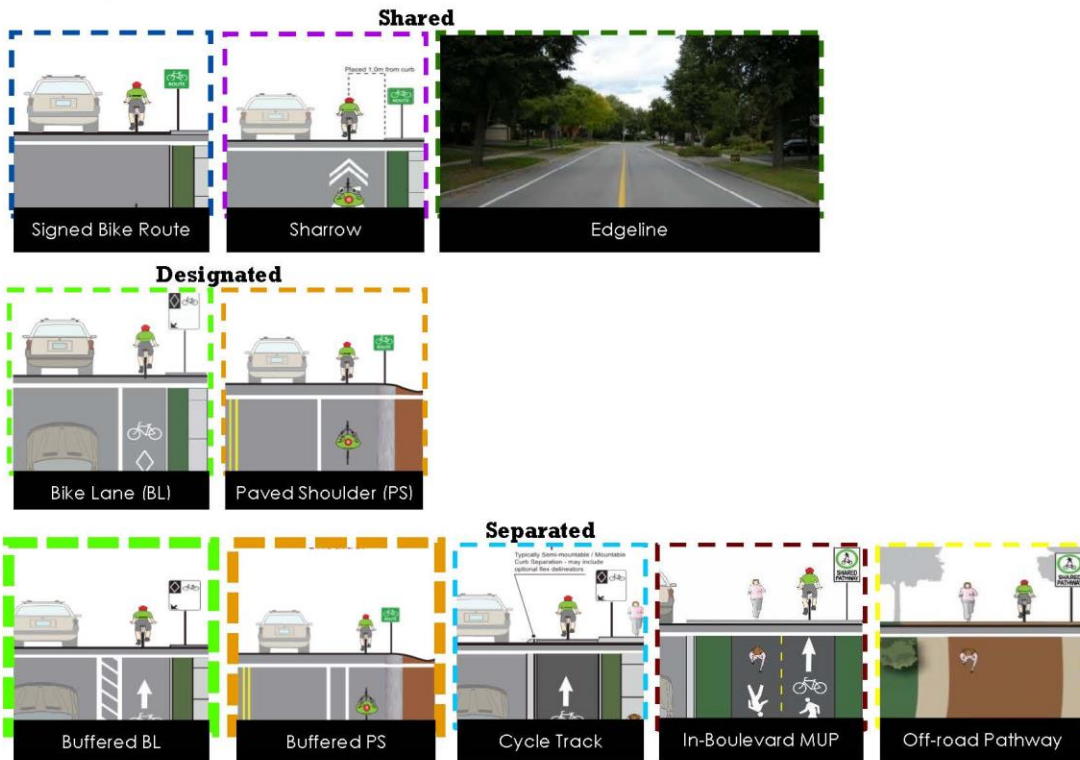 Shared
ROUTE
Placed 1.0m from curb
ROUTE
Signed Bike Route
Sharrow
Edgeline
Designated
ROUTE
Bike Lane (BL)
Paved Shoulder (PS)
Separated
Typically Semi-mountable / Mountable
Curb Separation - may include
optional flex delineators
SHARED
PATHWAY
SHARED
PATHWAY
Buffered BL
Buffered PS
Cycle Track
In-Boulevard MUP
Off-road Pathway